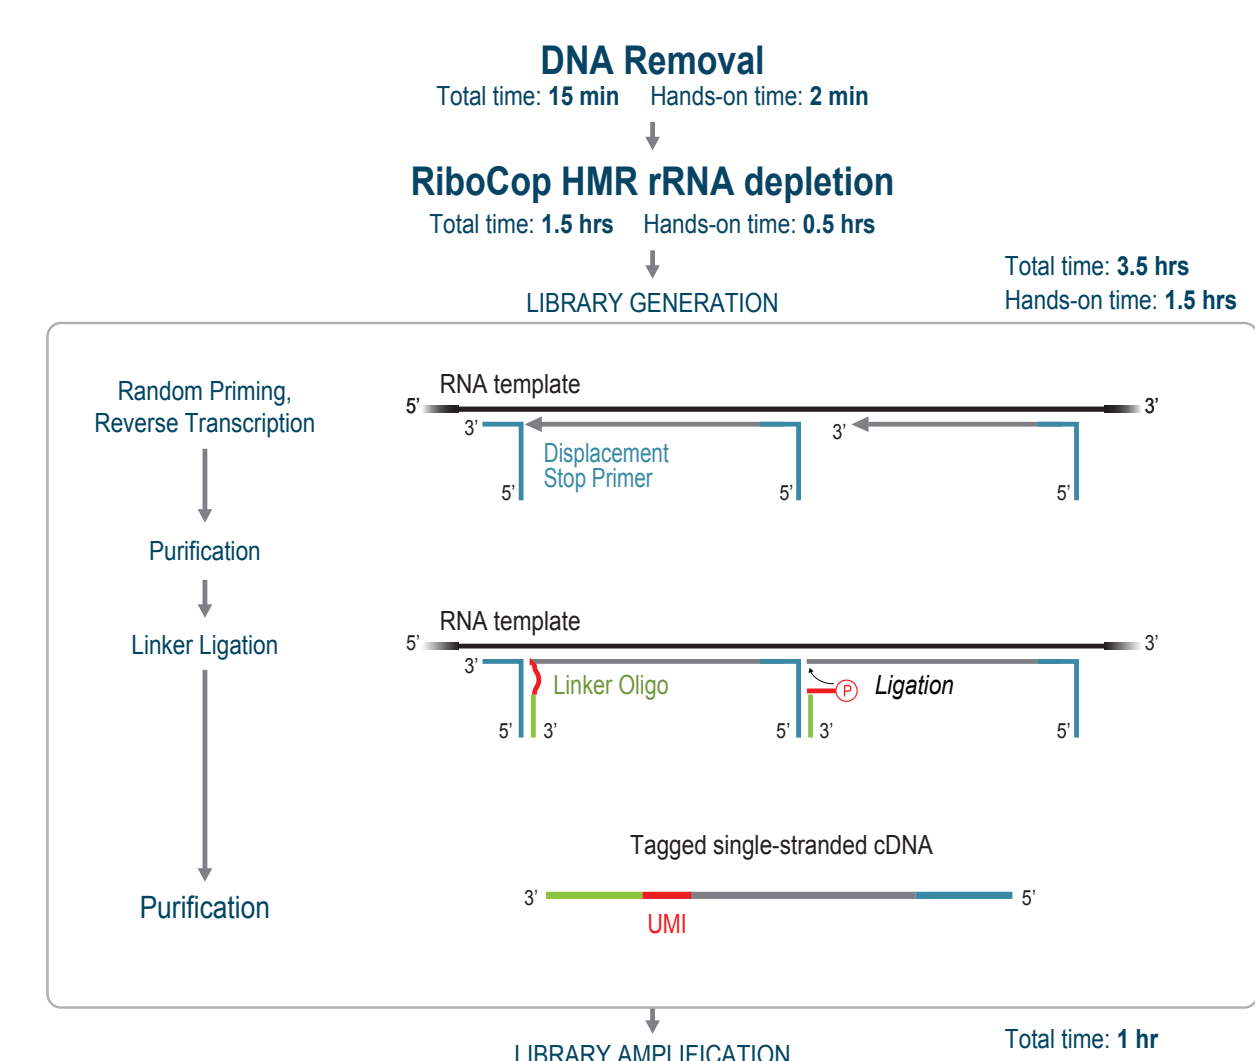 DNA Removal
Total time: 15 min Hands-on time: 2 min
RiboCop HMR rRNA depletion
Total time: 1.5 hrs Hands-on time: 0.5 hrs
Total time: 3.5 hrs
Hands-on time: 1.5 hrs
LIBRARY GENERATION
Random Priming,
Reverse Transcription
RNA template
5’ 3’
3’ 3’
Displacement
Stop Primer
5’ 5’ 5’
Purification
RNA template
5’ 3’
Linker Ligation
3’
Linker Oligo
P Ligation
5’ 3’ 5’ 3’ 5’
Tagged single-stranded cDNA
3’ 5’
Purification
UMI
Total time: 1 hr
LIBRARY AMPLIFICATION